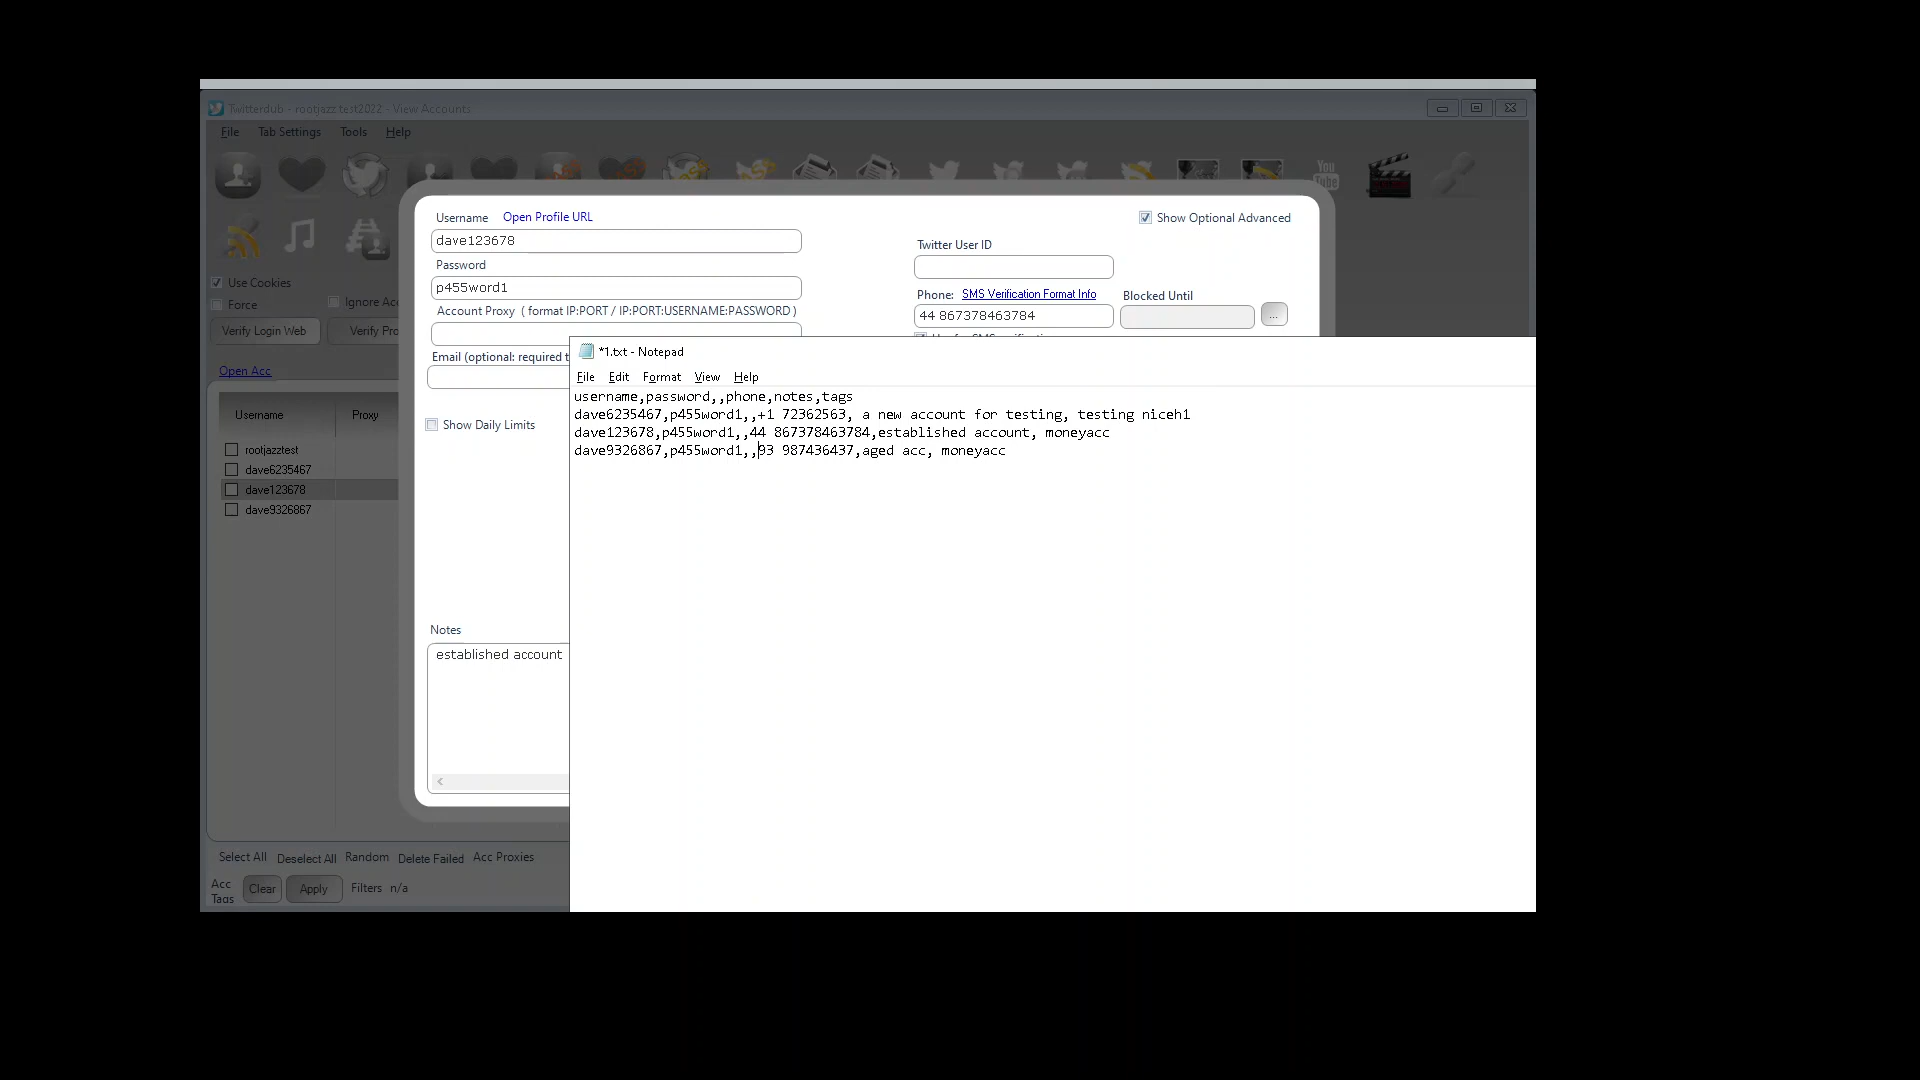 Twitterdub - rootjazz test2022 - View Accounts
File Tab Settings Tools Help
You
Tube
Use Cookies
Force
Ignore Acc
Verify Login Web
Verify Pro
Open Acc
Username Proxy
rootjazztest
dave6235467
dave123678
dave9326867
Select All Deselect All Random Delete Failed Acc Proxies
Acc
Tags
Clear Apply Filters n/a
Username Open Profile URL
dave123678
Password
p455word1
Account Proxy ( format IP:PORT / IP:PORT:USERNAME:PASSWORD )
Email (optional: required t
Show Daily Limits
Notes
established account
Show Optional Advanced
Twitter User ID
Phone: SMS Verification Format Info Blocked Until
44 867378463784
...
*1.txt - Notepad
File Edit Format View Help
username,password,,phone,notes,tags
dave6235467,p455word1,,+1 72362563, a new account for testing, testing niceh1
dave123678,p455word1,,44 867378463784,established account, moneyacc
dave9326867,p455word1,,93 987436437,aged acc, moneyacc